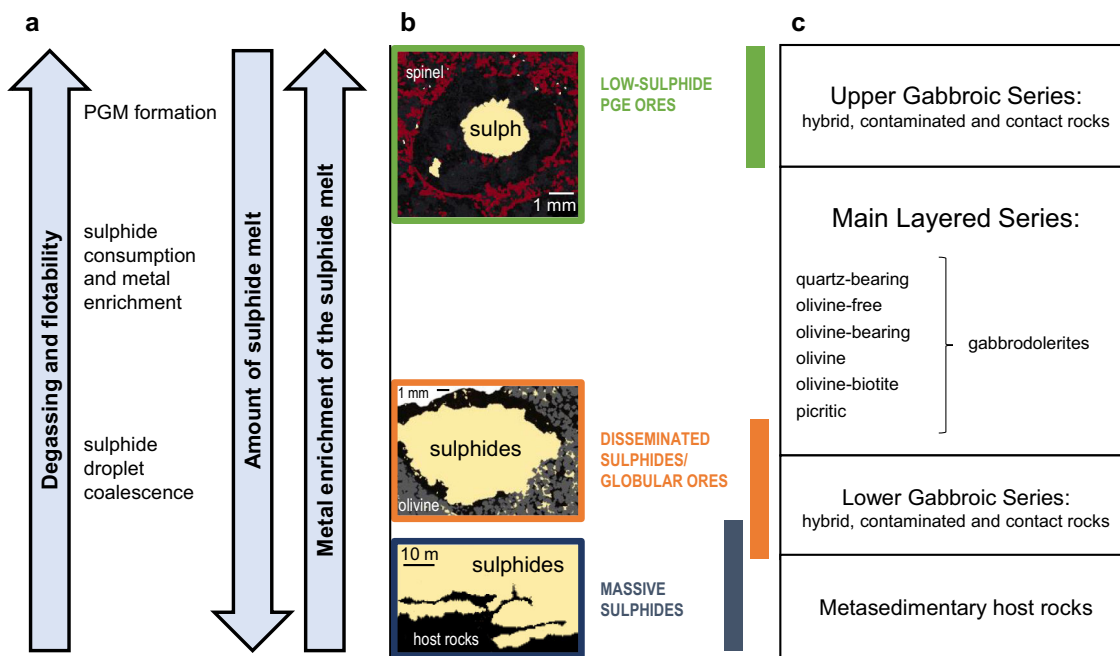 a
Degassing and flotability
PGM formation
sulphide
consumption
and metal
enrichment
sulphide
droplet
coalescence
Amount of sulphide melt
Metal enrichment of the sulphide melt
b
spinel
sulph
1 mm
LOW-SULPHIDE
PGE ORES
1 mm
sulphides
olivine
DISSEMINATED
SULPHIDES/
GLOBULAR ORES
10 m
sulphides
host rocks
MASSIVE
SULPHIDES
c
Upper Gabbroic Series:
hybrid, contaminated and contact rocks
Main Layered Series:
quartz-bearing
olivine-free
olivine-bearing
olivine
olivine-biotite
picritic
gabbrodolerites
Lower Gabbroic Series:
hybrid, contaminated and contact rocks
Metasedimentary host rocks